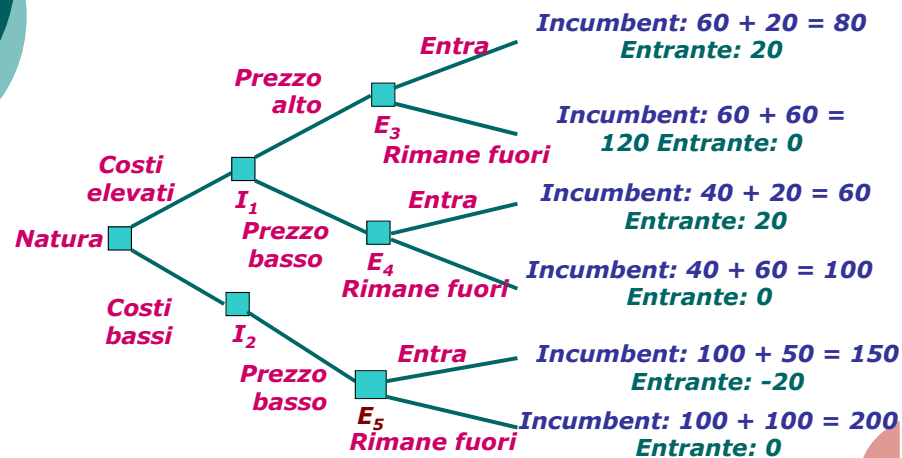 Incumbent: 60 + 20 = 80
Entrante: 20
Entra
Prezzo
alto
E3
Incumbent: 60 + 60 =
120 Entrante: 0
Rimane fuori
Costi
elevati
I1
Entra
Incumbent: 40 + 20 = 60
Entrante: 20
Natura
Prezzo
basso
E4
Rimane fuori
Incumbent: 40 + 60 = 100
Entrante: 0
Costi
bassi
I2
Entra
Incumbent: 100 + 50 = 150
Entrante: -20
Prezzo
basso
E5
Rimane fuori
Incumbent: 100 + 100 = 200
Entrante: 0